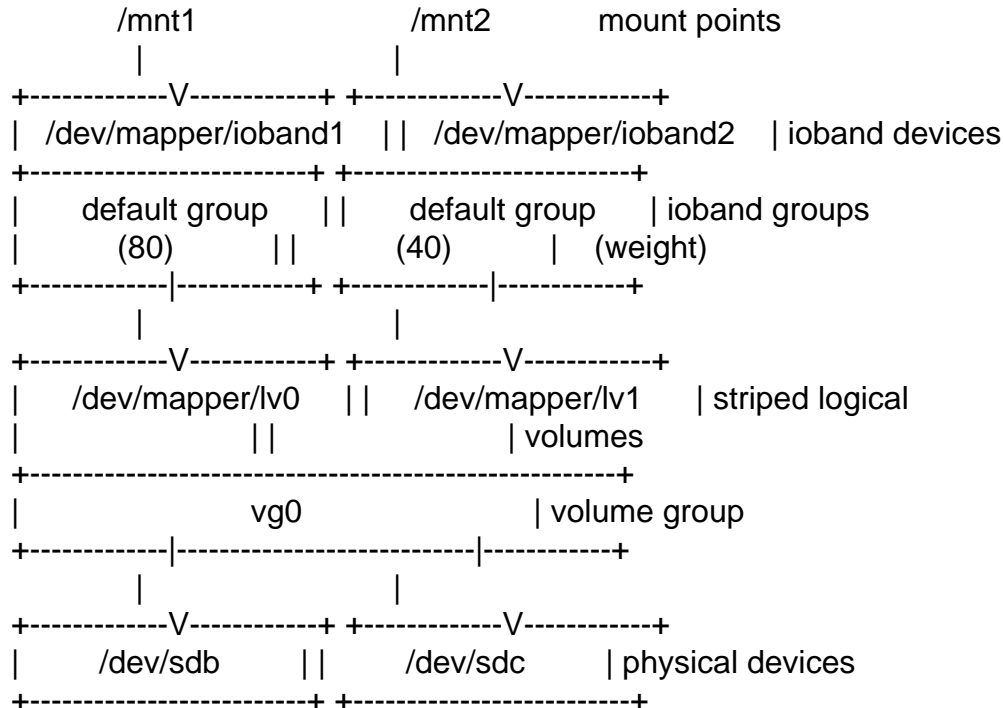 /mnt1 /mnt2 mount points
| |
+--------------V------------+ +--------------V------------+
| /dev/mapper/ioband1 | | /dev/mapper/ioband2 | ioband devices
+---------------------------+ +---------------------------+
| default group | | default group | ioband groups
| (80) | | (40) | (weight)
+--------------|------------+ +--------------|------------+
| |
+--------------V------------+ +--------------V------------+
| /dev/mapper/lv0 | | /dev/mapper/lv1 | striped logical
| | | | volumes
+---------------------------------------------------------+
| vg0 | volume group
+--------------|-----------------------------|------------+
| |
+--------------V------------+ +--------------V------------+
| /dev/sdb | | /dev/sdc | physical devices
+---------------------------+ +---------------------------+